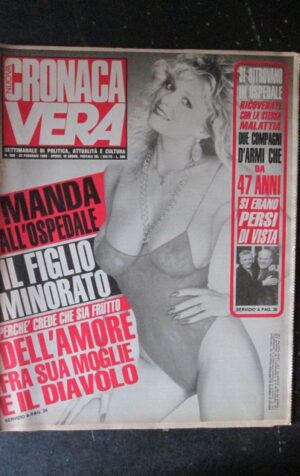 NUOVA
CRONACA
VERA
SETTIMANALE DI POLITICA, ATTUALITÀ E CULTURA
SI RITROVANO
IN OSPEDALE
RICOVERATI
CON LA STESSA
MALATTIA
DUE COMPAGNI
D'ARMI CHE
DA
47 ANNI
SI ERANO
PERSI
DI VISTA
SERVIZIO A PAG.
MANDA
ALL'OSPEDALE
IL FIGLIO
MINORATO
PERCHÈ CREDE CHE SIA FRUTTO
DELL'AMORE
FRA SUA MOGLIE
E IL DIAVOLO
SERVIZIO A PAG. 24